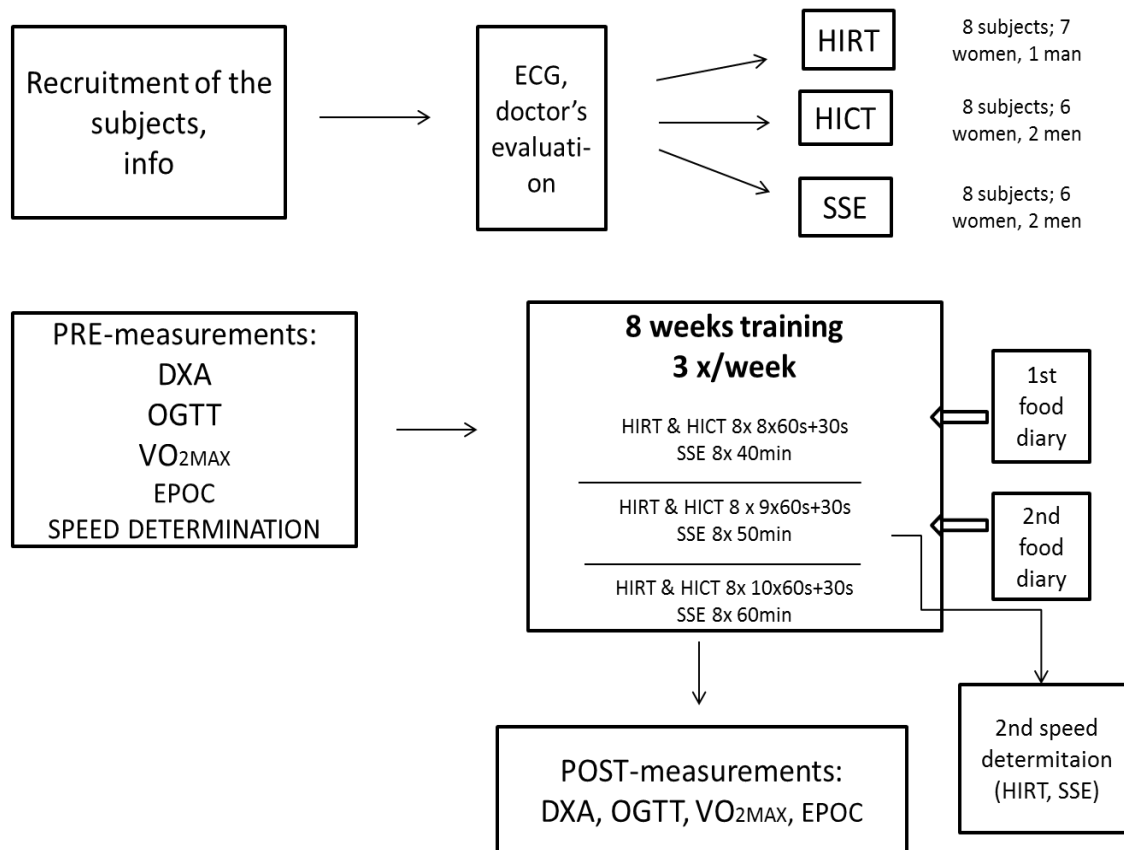 Recruitment of the
subjects,
info
ECG,
doctor's
evaluati-
on
HIRT
8 subjects; 7
women, 1 man
HICT
8 subjects; 6
women, 2 men
SSE
8 subjects; 6
women, 2 men
PRE-measurements:
DXA
OGTT
VO2MAX
EPOC
SPEED DETERMINATION
8 weeks training
3 x/week
HIRT & HICT 8x 8x60s+30s
SSE 8x 40min
HIRT & HICT 8 x 9x60s+30s
SSE 8x 50min
HIRT & HICT 8x 10x60s+30s
SSE 8x 60min
1st
food
diary
2nd
food
diary
2nd speed
determitaion
(HIRT, SSE)
POST-measurements:
DXA, OGTT, VO2MAX, EPOC